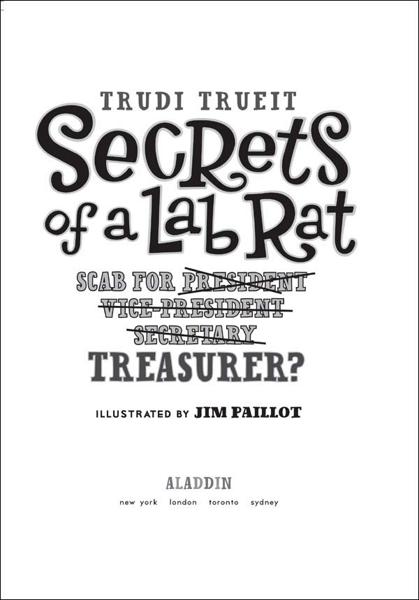 TRUDI TRUEIT
SECRETS
of a Lab Rat
SCAB FOR PRESIDENT
VICE-PRESIDENT
SECRETARY
TREASURER?
ILLUSTRATED BY JIM PAILLOT
ALADDIN
new york london toronto sydney